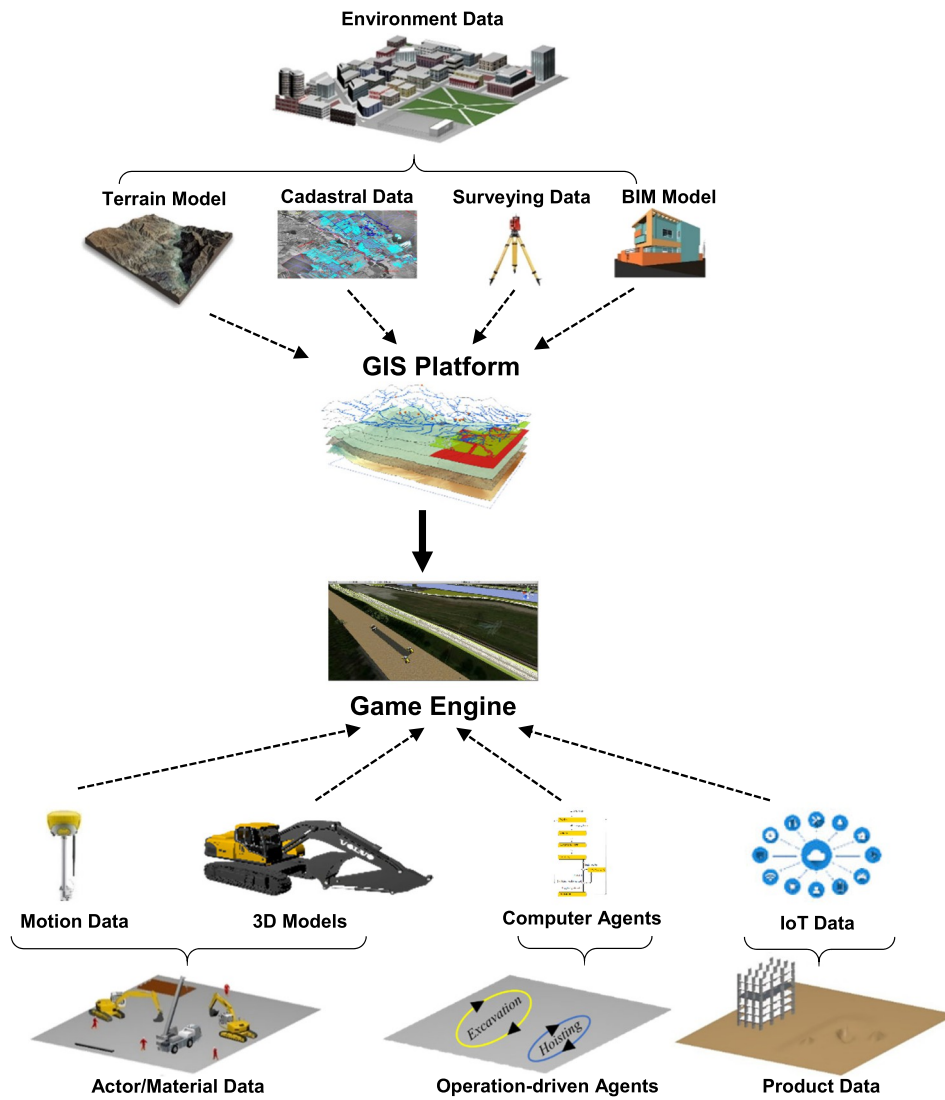 Environment Data
Terrain Model
Cadastral Data
Surveying Data
BIM Model
GIS Platform
Game Engine
VOLVO
Motion Data
3D Models
Computer Agents
IoT Data
Excavation
Hoisting
Actor/Material Data
Operation-driven Agents
Product Data